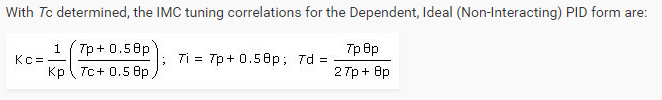 With Tc determined, the IMC tuning correlations for the Dependent, Ideal (Non-Interacting) PID form are:
Kc = 1/Kp ( Tp + 0.5θp / Tc + 0.5θp ); Ti = Tp + 0.5θp; Td = Tpθp / 2Tp + θp